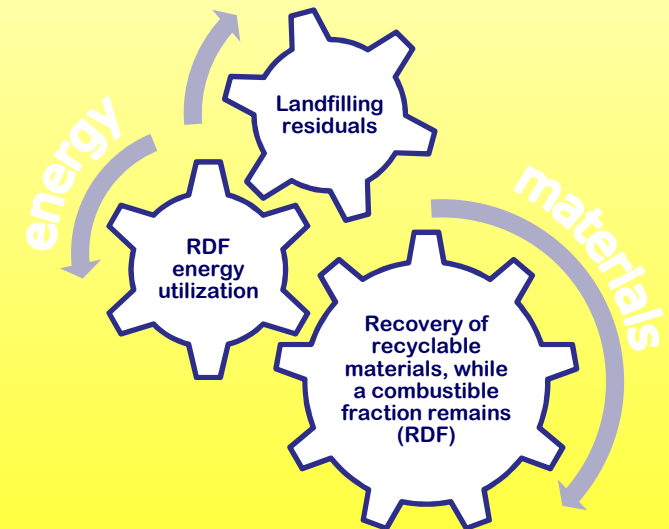 Landfilling
residuals
energy
RDF
energy
utilization
materials
Recovery of
recyclable
materials, while
a combustible
fraction remains
(RDF)